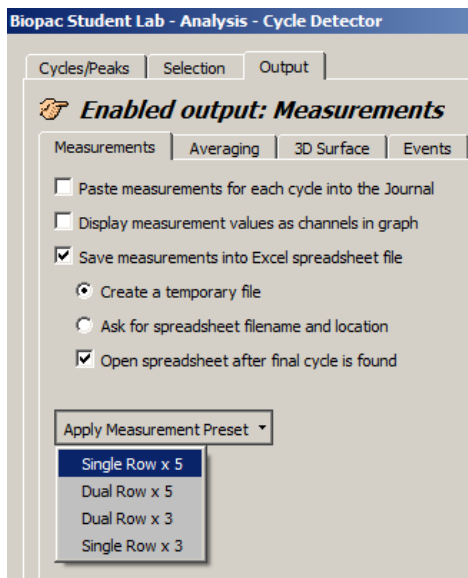 Biopac Student Lab - Analysis - Cycle Detector
Cycles/Peaks Selection Output
Enabled output: Measurements
Measurements Averaging 3D Surface Events
Paste measurements for each cycle into the Journal
Display measurement values as channels in graph
Save measurements into Excel spreadsheet file
Create a temporary file
Ask for spreadsheet filename and location
Open spreadsheet after final cycle is found
Apply Measurement Preset
Single Row x 5
Dual Row x 5
Dual Row x 3
Single Row x 3